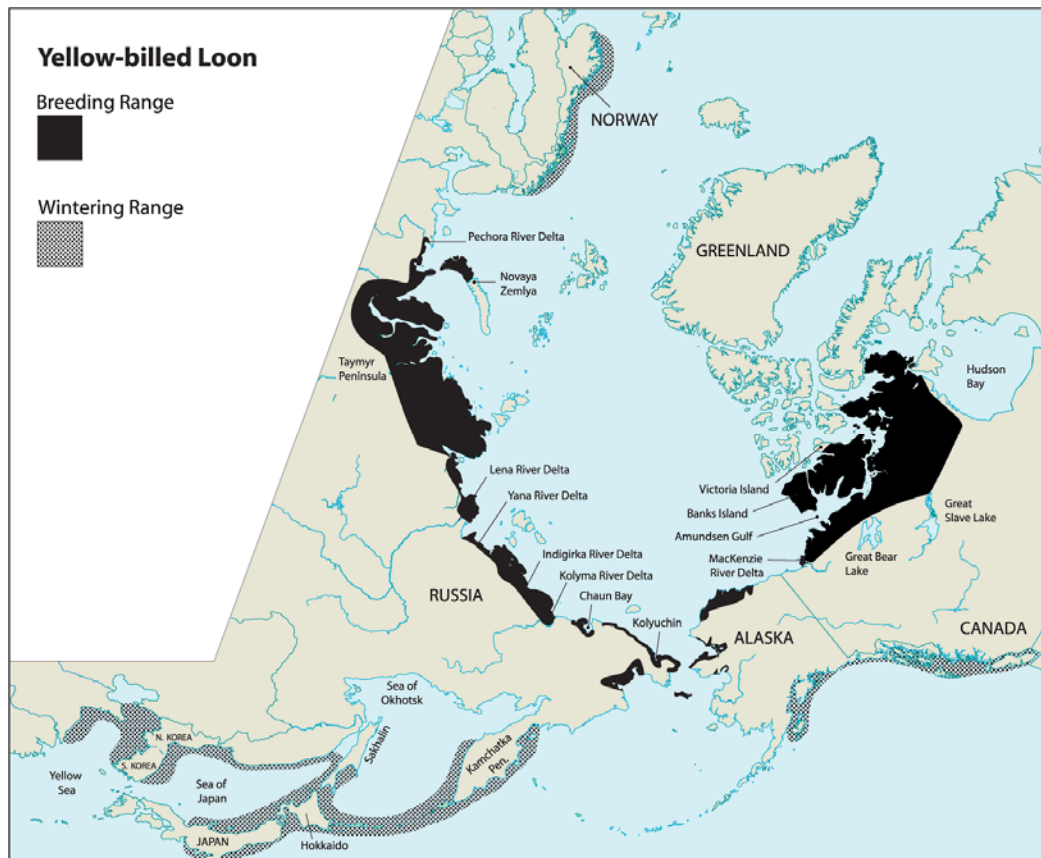 Yellow-billed Loon
Breeding Range
Wintering Range
NORWAY
Pechora River Delta
GREENLAND
Novaya
Zemlya
Taymyr
Peninsula
Hudson
Bay
Lena River Delta
Victoria Island
Yana River Delta
Banks Island
Great
Slave Lake
Amundsen Gulf
Indigirka River Delta
MacKenzie
River Delta
Great Bear
Lake
Kolyma River Delta
RUSSIA
Chaun Bay
Kolyuchin
ALASKA
CANADA
Sea of
Okhotsk
Sakhalin
N. KOREA
S. KOREA
Kamchatka
Pen.
Yellow
Sea
Sea of
Japan
JAPAN
Hokkaido